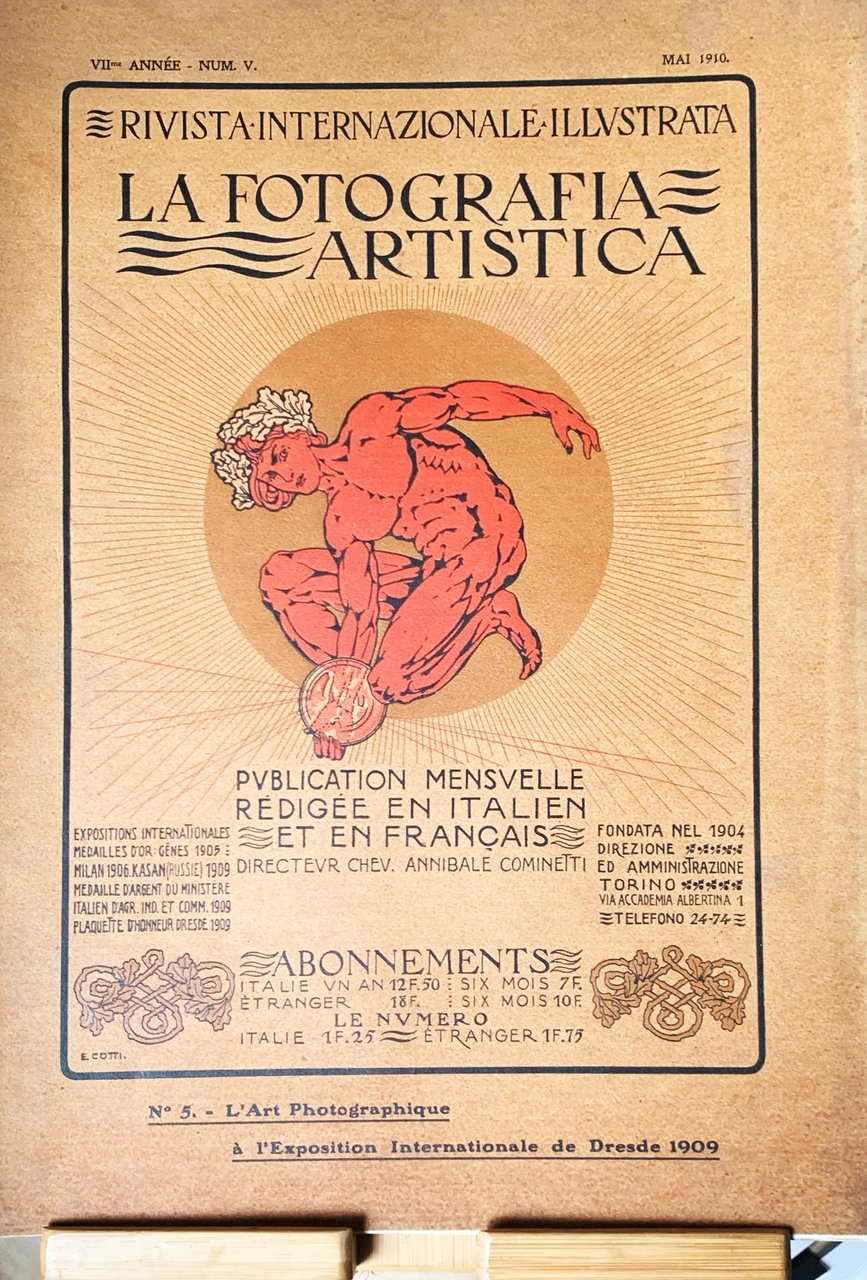 VIIme ANNÉE - NUM. V.
MAI 1910.
RIVISTA·INTERNAZIONALE·ILLVSTRATA
LA FOTOGRAFIA
ARTISTICA
PVBLICATION MENSVELLE
RÉDIGÉE EN ITALIEN
ET EN FRANÇAIS
DIRECTEVR CHEV. ANNIBALE COMINETTI
EXPOSITIONS INTERNATIONALES
MEDAILLES D'OR·GÊNES 1905
MILAN 1906.KASAN(RUSSIE) 1909
MEDAILLE D'ARGENT DU MINISTERE
ITALIEN D'AGR. IND. ET COMM. 1909
PLAQUETTE D'HONNEUR DRESDE 1909
FONDATA NEL 1904
DIREZIONE
ED AMMINISTRAZIONE
TORINO
VIA ACCADEMIA ALBERTINA 1
TELEFONO 24-74
ABONNEMENTS
ITALIE VN AN 12F.50 : SIX MOIS 7F.
ÈTRANGER 18F. : SIX MOIS 10F.
LE NVMERO
ITALIE 1F.25 ÈTRANGER 1F.75
E. COTTI.
No 5. - L'Art Photographique
à l'Exposition Internationale de Dresde 1909